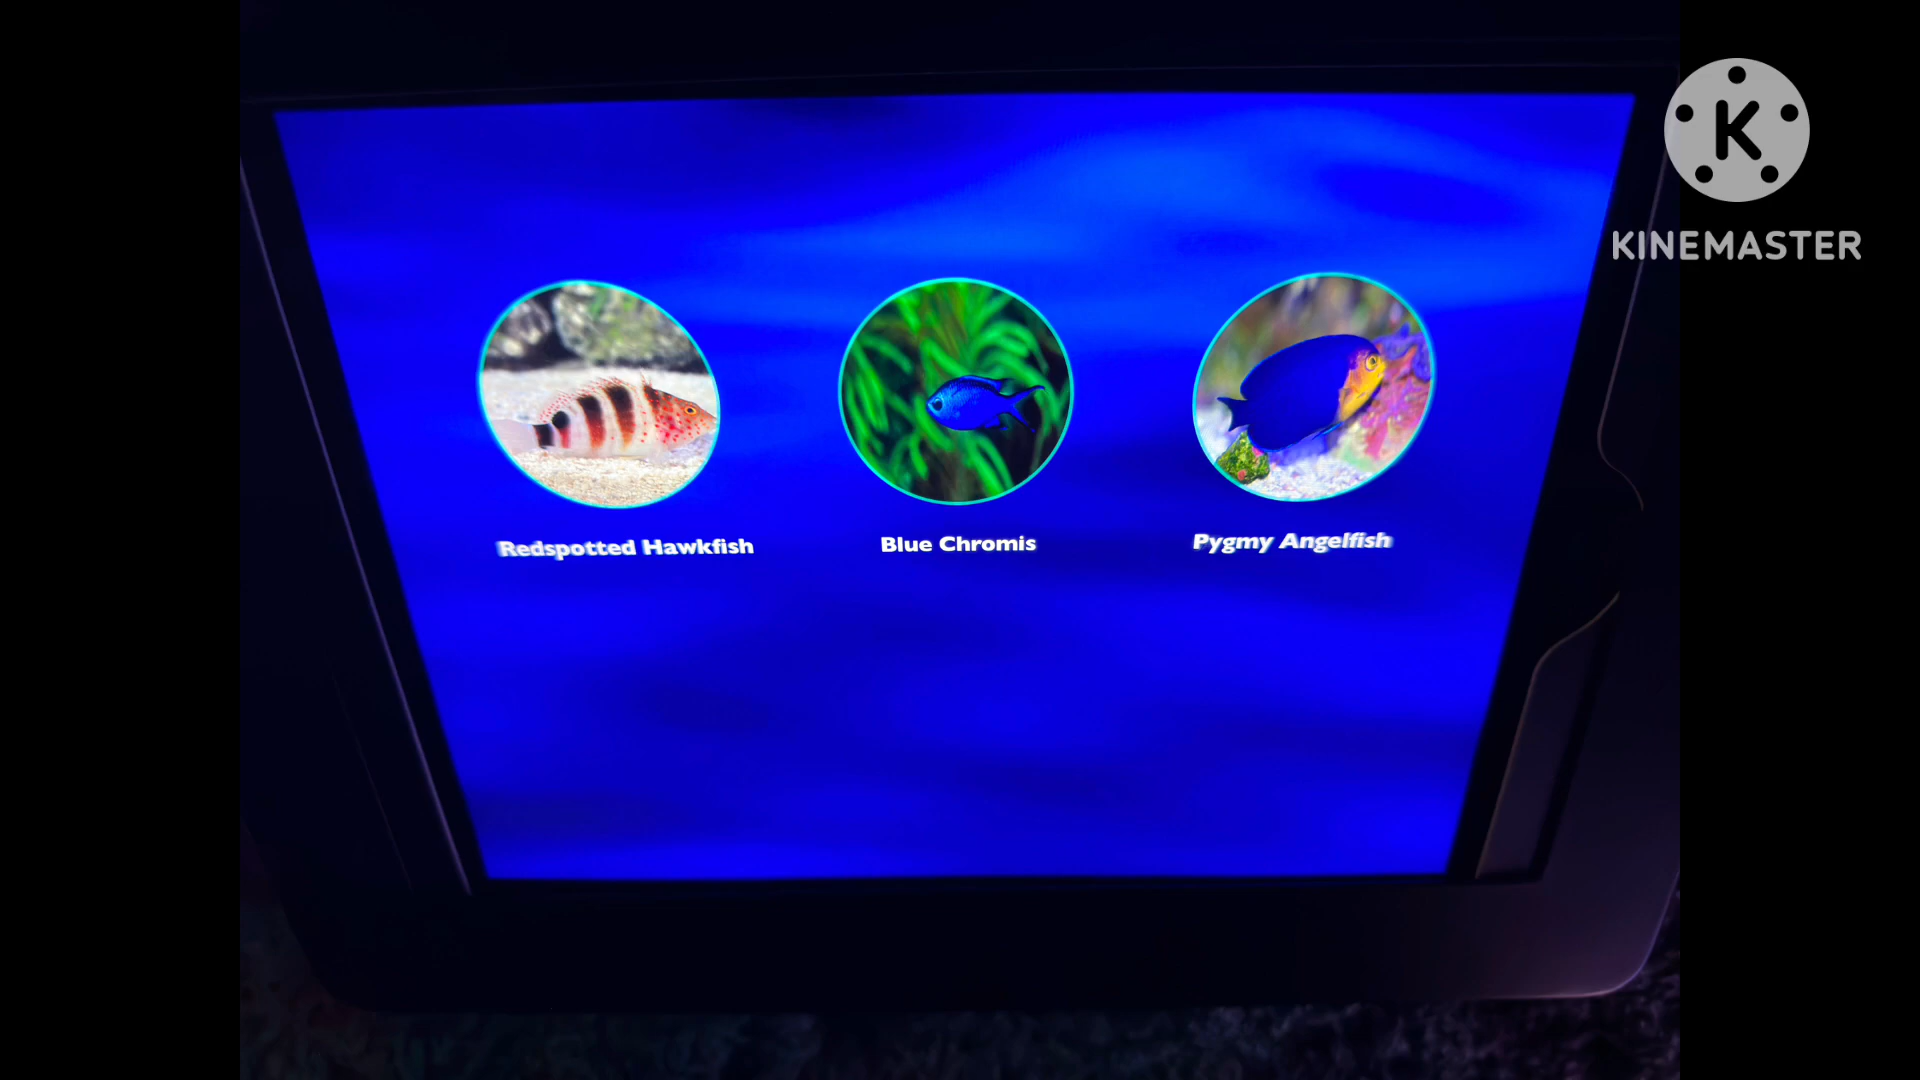 K
KINEMASTER
Redspotted Hawkfish
Blue Chromis
Pygmy Angelfish